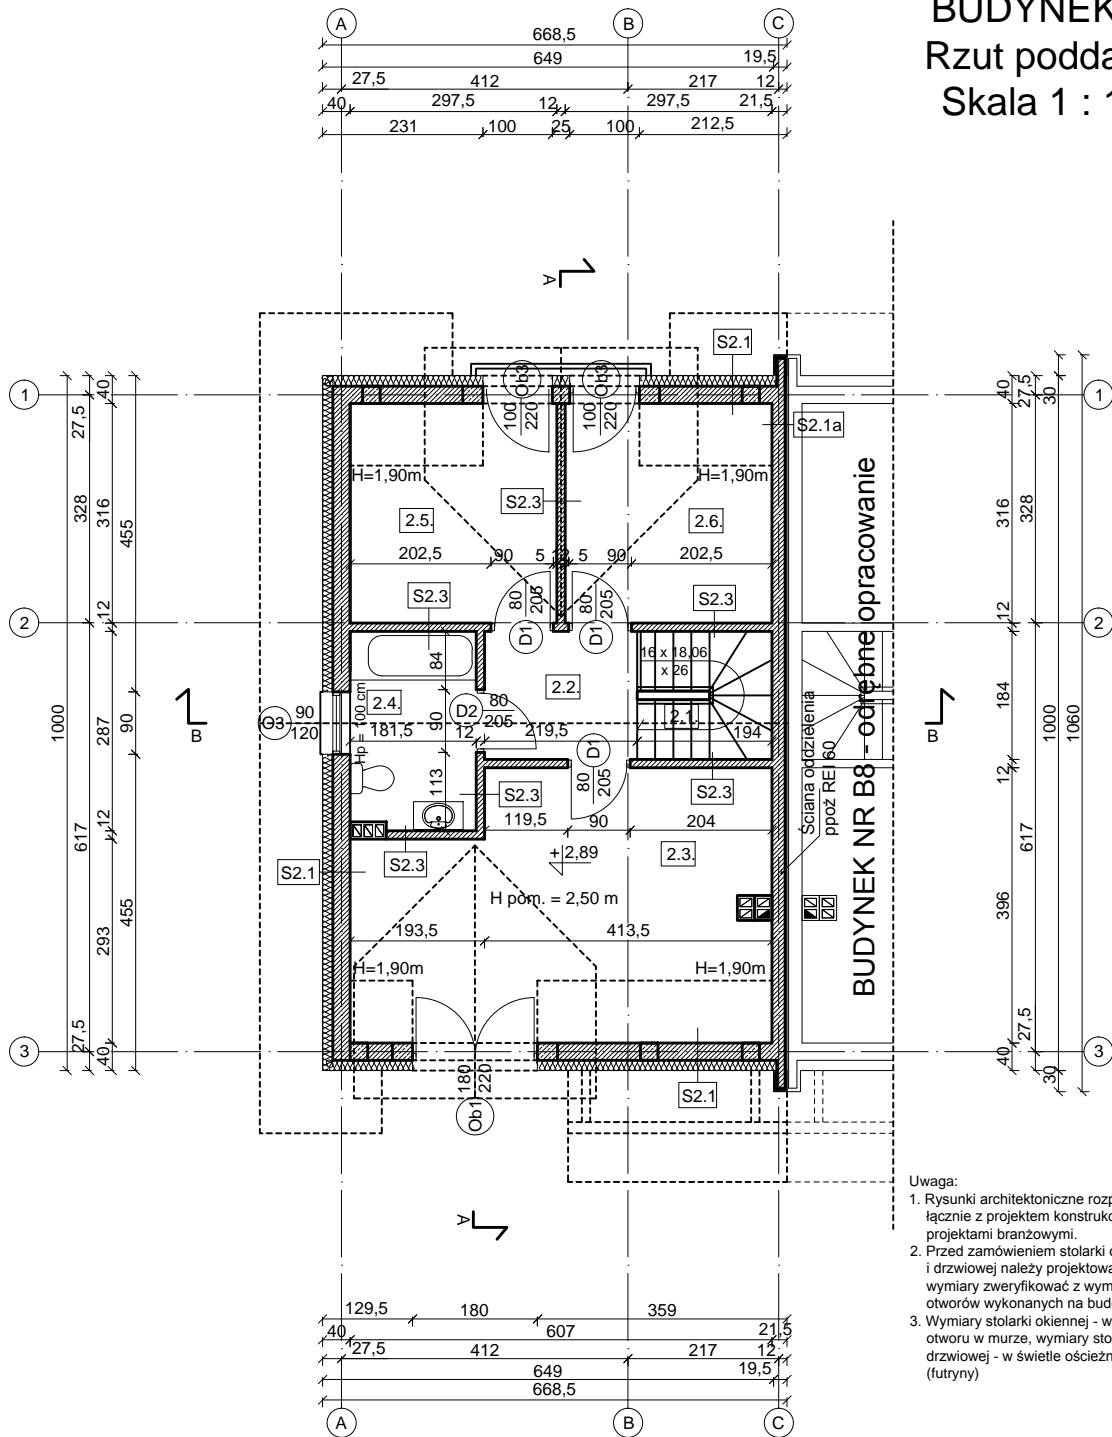 BUDYNEK
Rzut podda
Skala 1 : 1
A
B
C
668,5
649
19,5
27,5
412
217
12
40
297,5
12
297,5
21,5
231
100
25
100
212,5
A
S2.1
1
1
Ob3
Ob3
100
220
100
220
S2.1a
H=1,90m
H=1,90m
S2.3
2.5.
2.6.
202,5
90
5
5
90
202,5
S2.3
S2.3
80
205
80
205
2
D1
D1
2
84
16 x 18,06
x 26
2.4.
2.2.
2.1.
D2
80
205
O3
90
120
Hp = 100 cm
90
181,5
12
219,5
194
B
B
D1
80
205
113
S2.3
S2.3
119,5
90
204
S2.1
S2.3
+2,89
2.3.
H pom. = 2,50 m
193,5
413,5
H=1,90m
H=1,90m
3
3
180
220
Ob1
S2.1
Ściana oddzielenia
ppoż REI 60
BUDYNEK NR B8 - odrębne opracowanie
1000
27,5
328
617
27,5
40
316
12
287
12
293
40
455
90
455
40
316
12
184
12
396
40
27,5
328
617
27,5
30
1000
30
1060
A
129,5
180
359
40
607
21,5
27,5
412
217
12
649
19,5
668,5
A
B
C
Uwaga:
1. Rysunki architektoniczne rozp
łącznie z projektem konstrukc
projektami branżowymi.
2. Przed zamówieniem stolarki o
i drzwiowej należy projektowa
wymiary zweryfikować z wym
otworów wykonanych na bud
3. Wymiary stolarki okiennej - w
otworu w murze, wymiary sto
drzwiowej - w świetle ościeżn
(futryny)